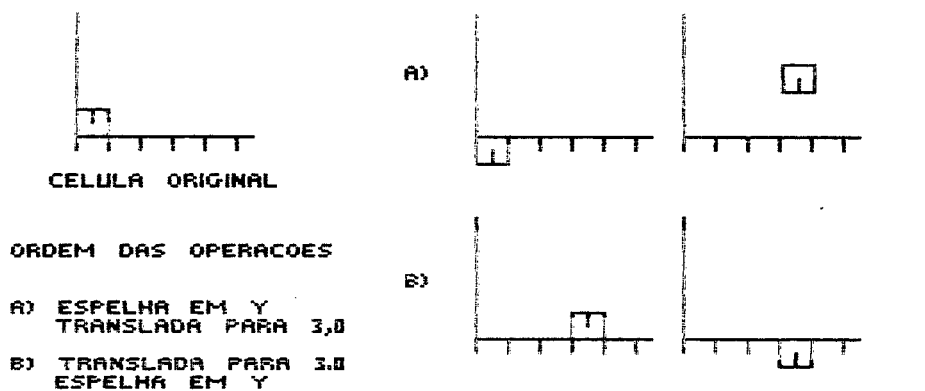 CELULA ORIGINAL
ORDEM DAS OPERACOES
A) ESPELHA EM Y
TRANSLADA PARA 3,0
B) TRANSLADA PARA 3.0
ESPELHA EM Y
A)
B)